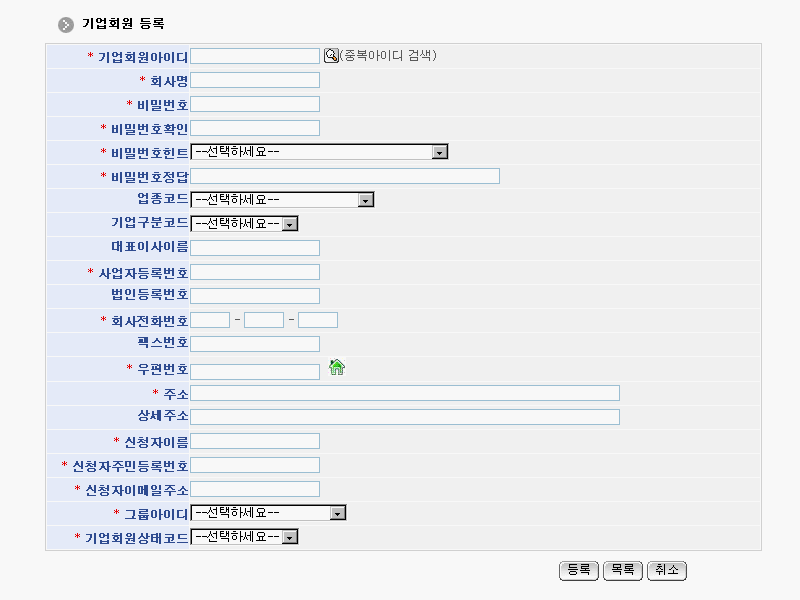 기업회원 등록
* 기업회원아이디 (중복아이디 검색)
* 회사명
* 비밀번호
* 비밀번호확인
* 비밀번호힌트 --선택하세요--
* 비밀번호정답
업종코드 --선택하세요--
기업구분코드 --선택하세요--
대표이사이름
* 사업자등록번호
법인등록번호
* 회사전화번호 - -
팩스번호
* 우편번호
* 주소
상세주소
* 신청자이름
* 신청자주민등록번호
* 신청자이메일주소
* 그룹아이디 --선택하세요--
* 기업회원상태코드 --선택하세요--
등록 목록 취소